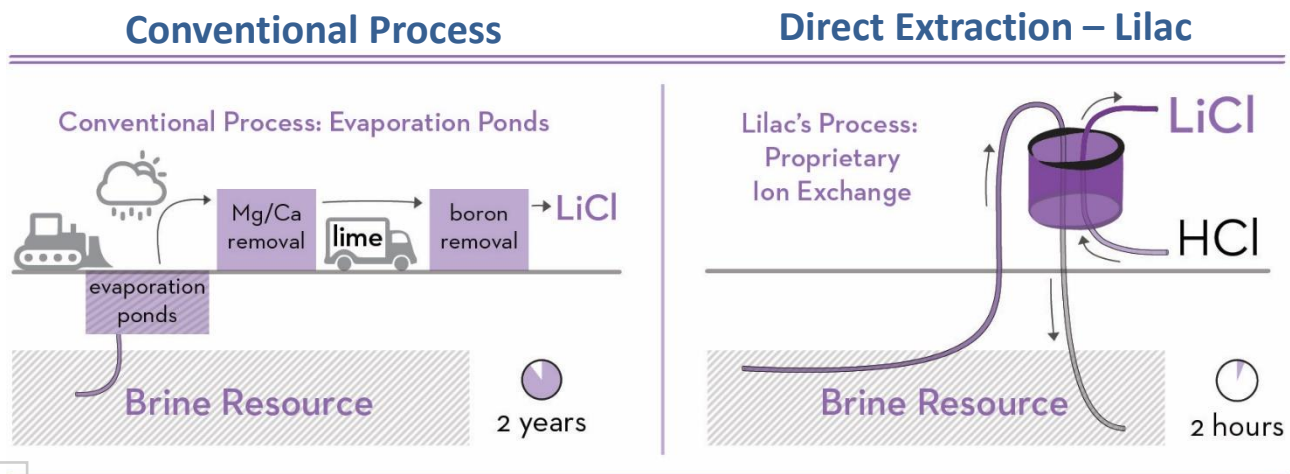 Conventional Process
Direct Extraction – Lilac
Conventional Process: Evaporation Ponds
Mg/Ca
removal
lime
boron
removal
LiCl
evaporation
ponds
Brine Resource
2 years
Lilac's Process:
Proprietary
Ion Exchange
LiCl
HCl
Brine Resource
2 hours